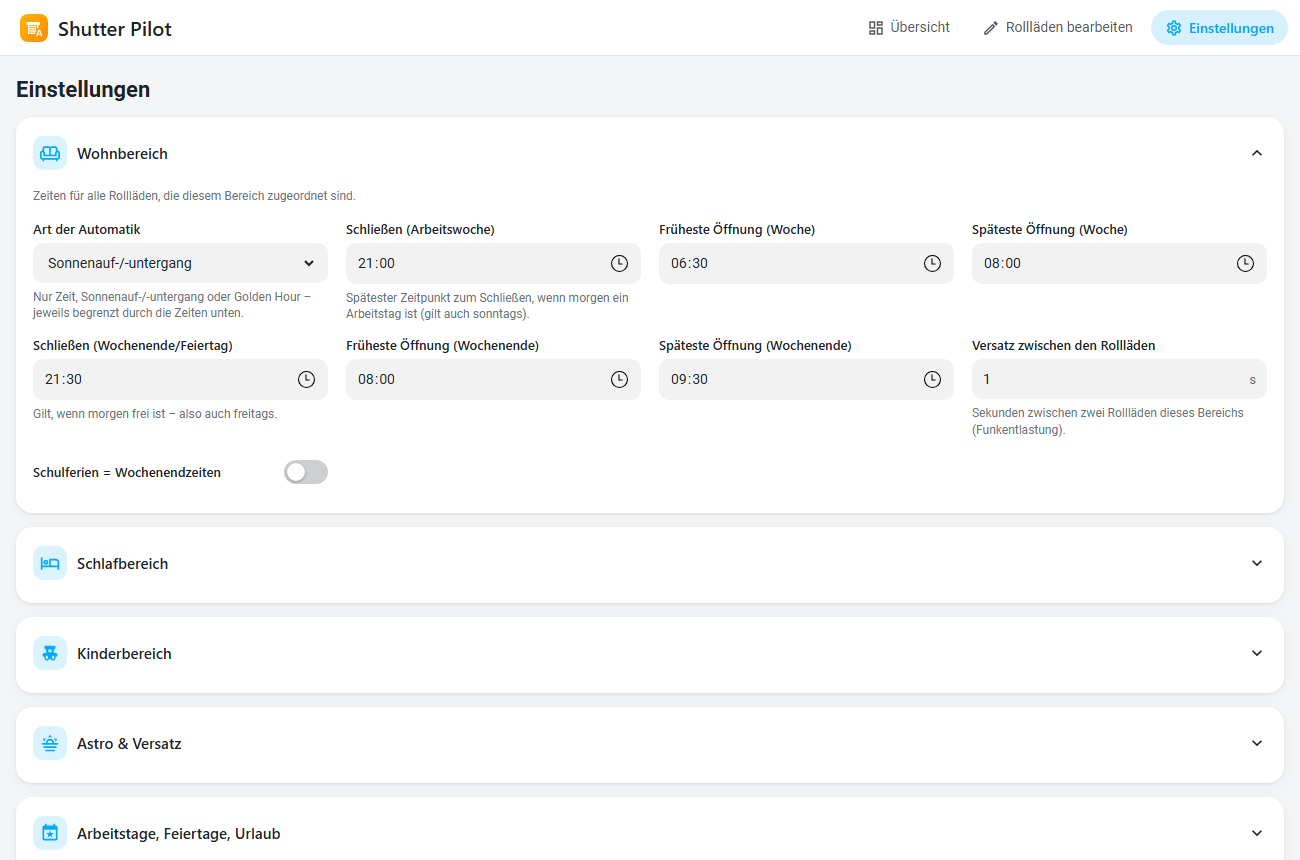 Shutter Pilot
Übersicht
Rollläden bearbeiten
Einstellungen
Einstellungen
Wohnbereich
Zeiten für alle Rollläden, die diesem Bereich zugeordnet sind.
Art der Automatik
Sonnenauf-/-untergang
Nur Zeit, Sonnenauf-/-untergang oder Golden Hour –
jeweils begrenzt durch die Zeiten unten.
Schließen (Arbeitswoche)
21:00
Spätester Zeitpunkt zum Schließen, wenn morgen ein
Arbeitstag ist (gilt auch sonntags).
Früheste Öffnung (Woche)
06:30
Späteste Öffnung (Woche)
08:00
Schließen (Wochenende/Feiertag)
21:30
Gilt, wenn morgen frei ist – also auch freitags.
Früheste Öffnung (Wochenende)
08:00
Späteste Öffnung (Wochenende)
09:30
Versatz zwischen den Rollläden
1 s
Sekunden zwischen zwei Rollläden dieses Bereichs
(Funkentlastung).
Schulferien = Wochenendzeiten
Schlafbereich
Kinderbereich
Astro & Versatz
Arbeitstage, Feiertage, Urlaub